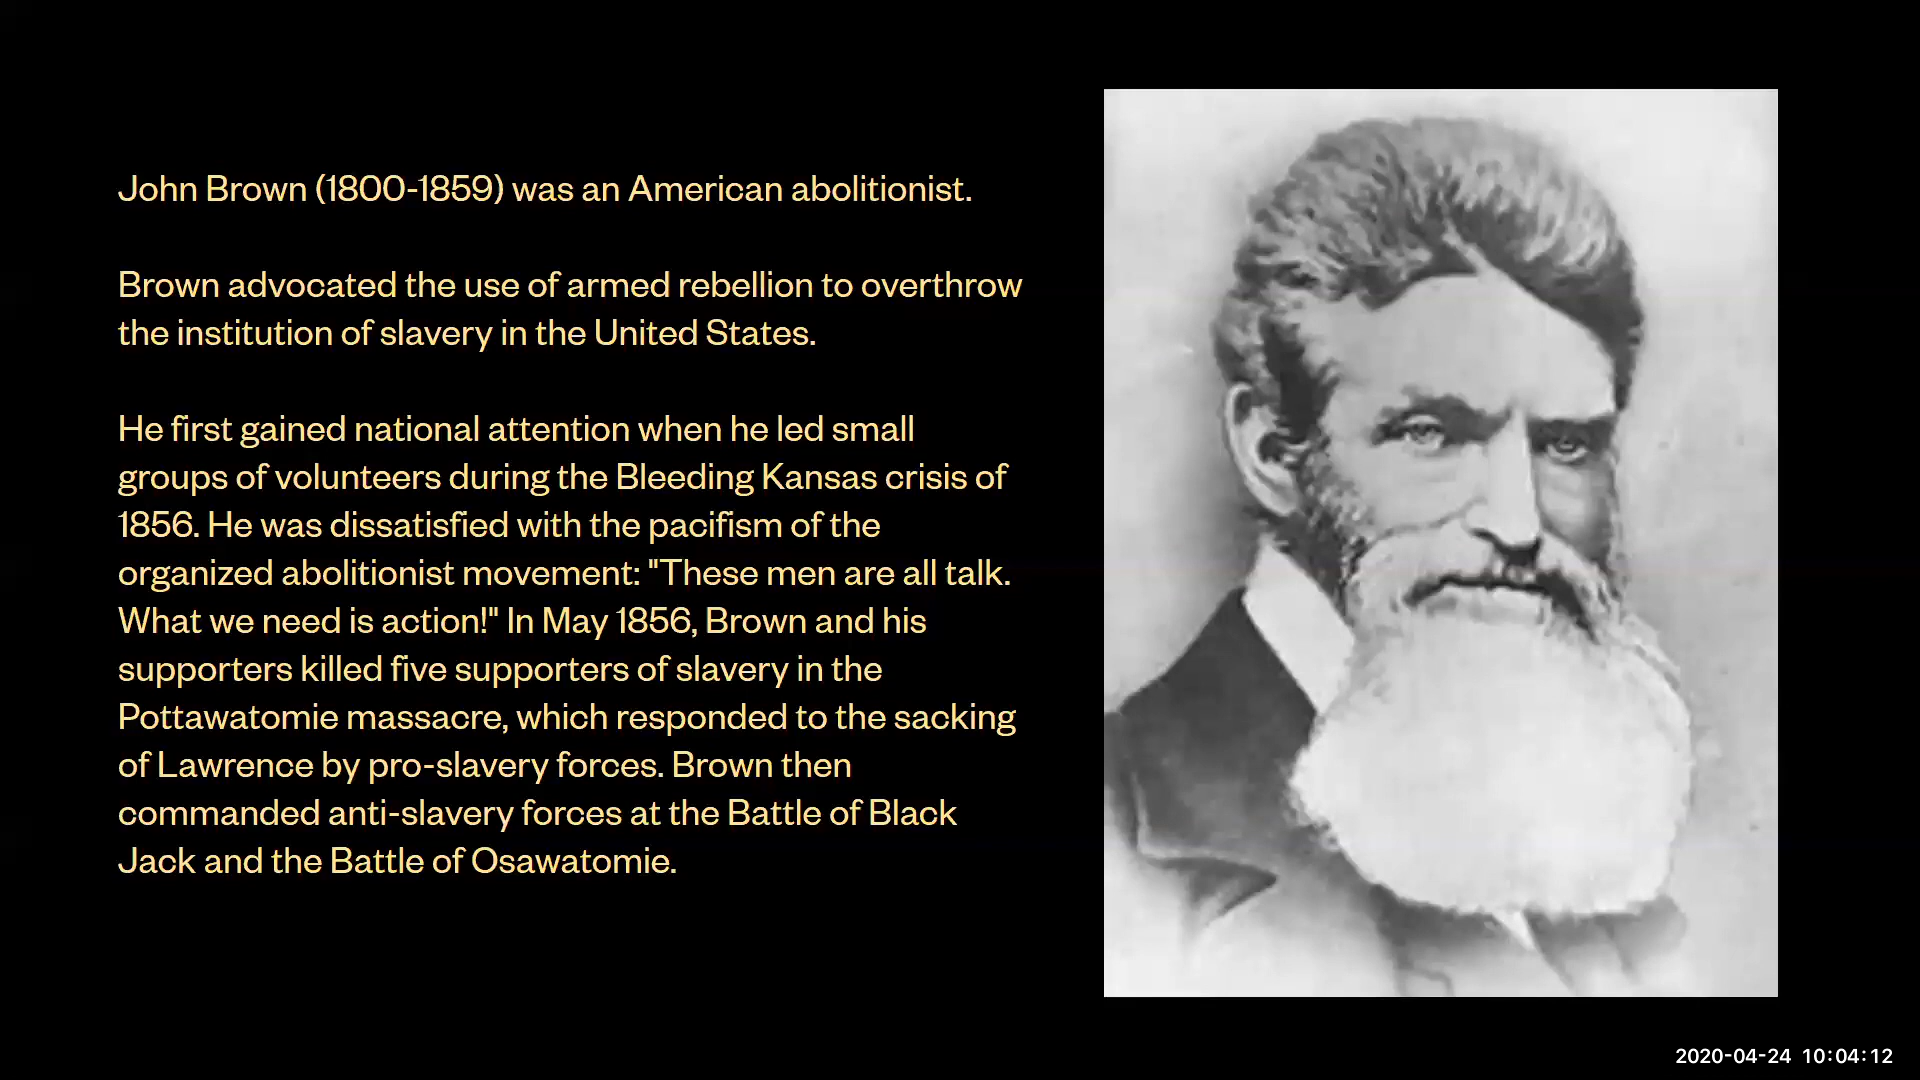 John Brown (1800-1859) was an American abolitionist.
Brown advocated the use of armed rebellion to overthrow
the institution of slavery in the United States.
He first gained national attention when he led small
groups of volunteers during the Bleeding Kansas crisis of
1856. He was dissatisfied with the pacifism of the
organized abolitionist movement: "These men are all talk.
What we need is action!" In May 1856, Brown and his
supporters killed five supporters of slavery in the
Pottawatomie massacre, which responded to the sacking
of Lawrence by pro-slavery forces. Brown then
commanded anti-slavery forces at the Battle of Black
Jack and the Battle of Osawatomie.
2020-04-24 10:04:12